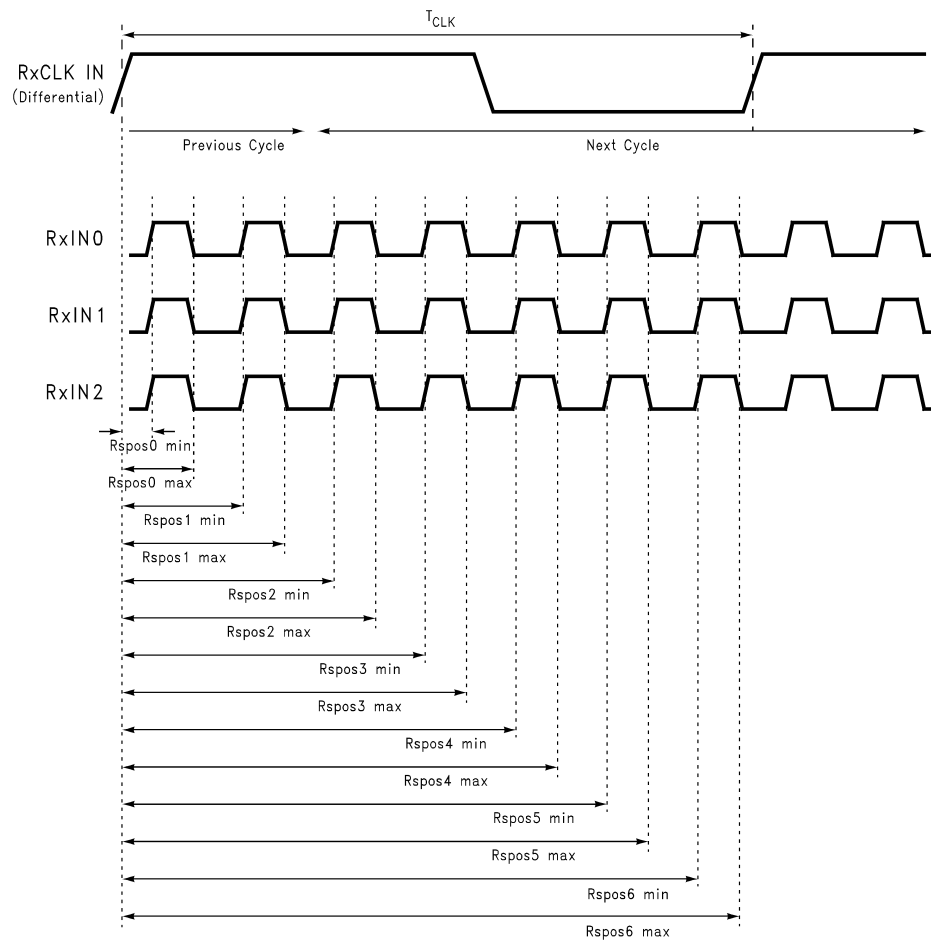 TCLK
RxCLK IN
(Differential)
Previous Cycle
Next Cycle
RxIN0
RxIN1
RxIN2
Rspos0 min
Rspos0 max
Rspos1 min
Rspos1 max
Rspos2 min
Rspos2 max
Rspos3 min
Rspos3 max
Rspos4 min
Rspos4 max
Rspos5 min
Rspos5 max
Rspos6 min
Rspos6 max